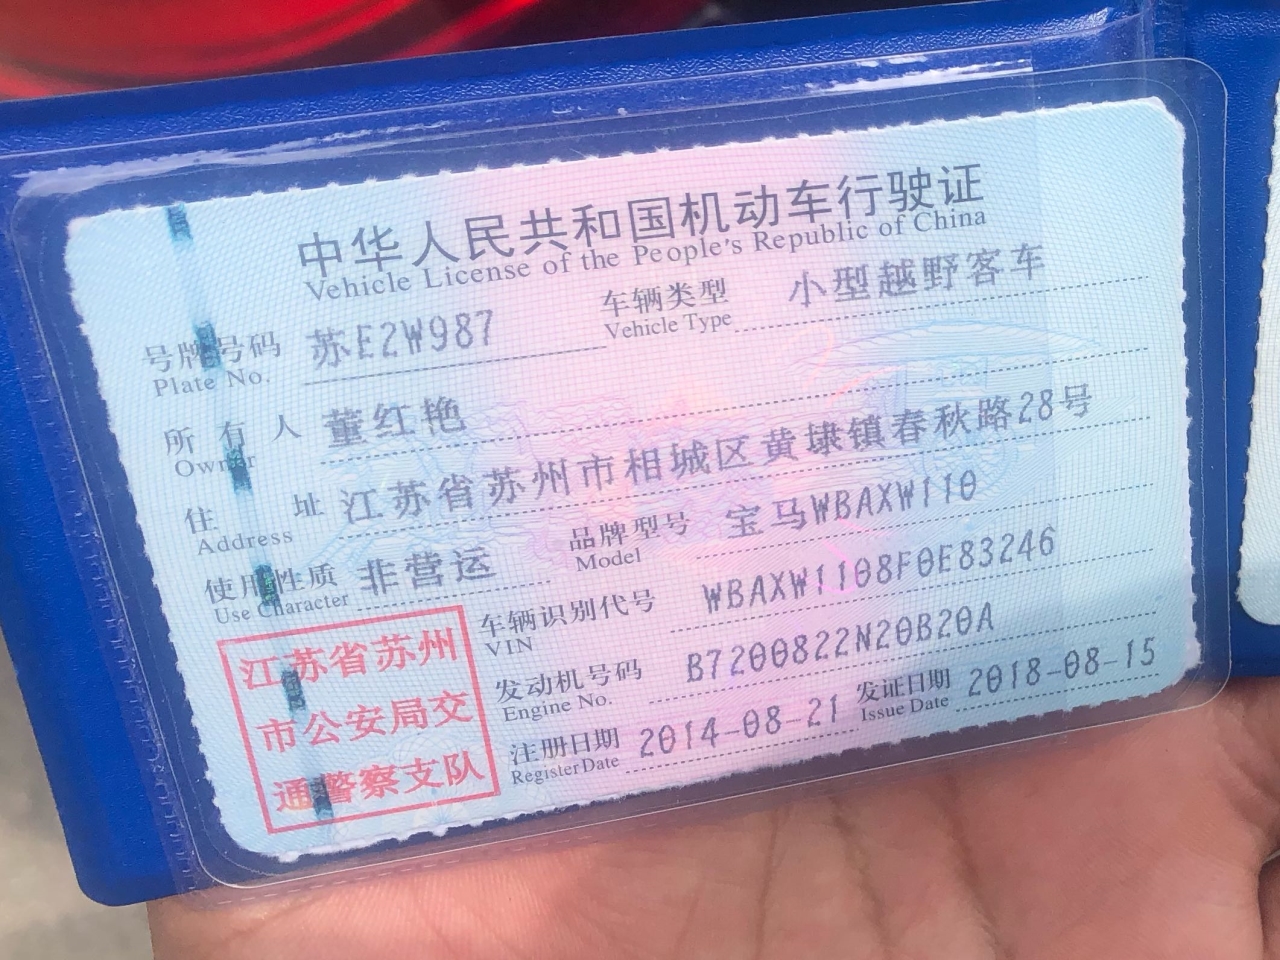 中华人民共和国机动车行驶证
Vehicle License of the People's Republic of China
号牌号码 苏E2W987 车辆类型 小型越野客车
Plate No. Vehicle Type
所有人 董红艳
Owner
住址 江苏省苏州市相城区黄埭镇春秋路28号
Address
使用性质 非营运 品牌型号 宝马WBAXW110
Use Character Model
车辆识别代号 WBAXW1108F0E83246
VIN
发动机号码 B7200822N20B20A
Engine No.
注册日期 2014-08-21 发证日期 2018-08-15
Register Date Issue Date
江苏省苏州
市公安局交
通警察支队